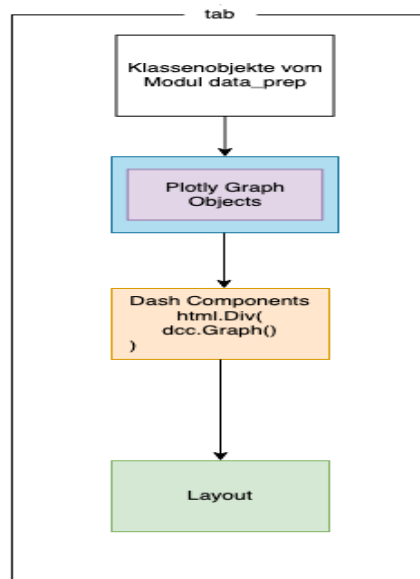 tab
Klassenobjekte vom
Modul data_prep
Plotly Graph
Objects
Dash Components
html.Div(
dcc.Graph()
)
Layout